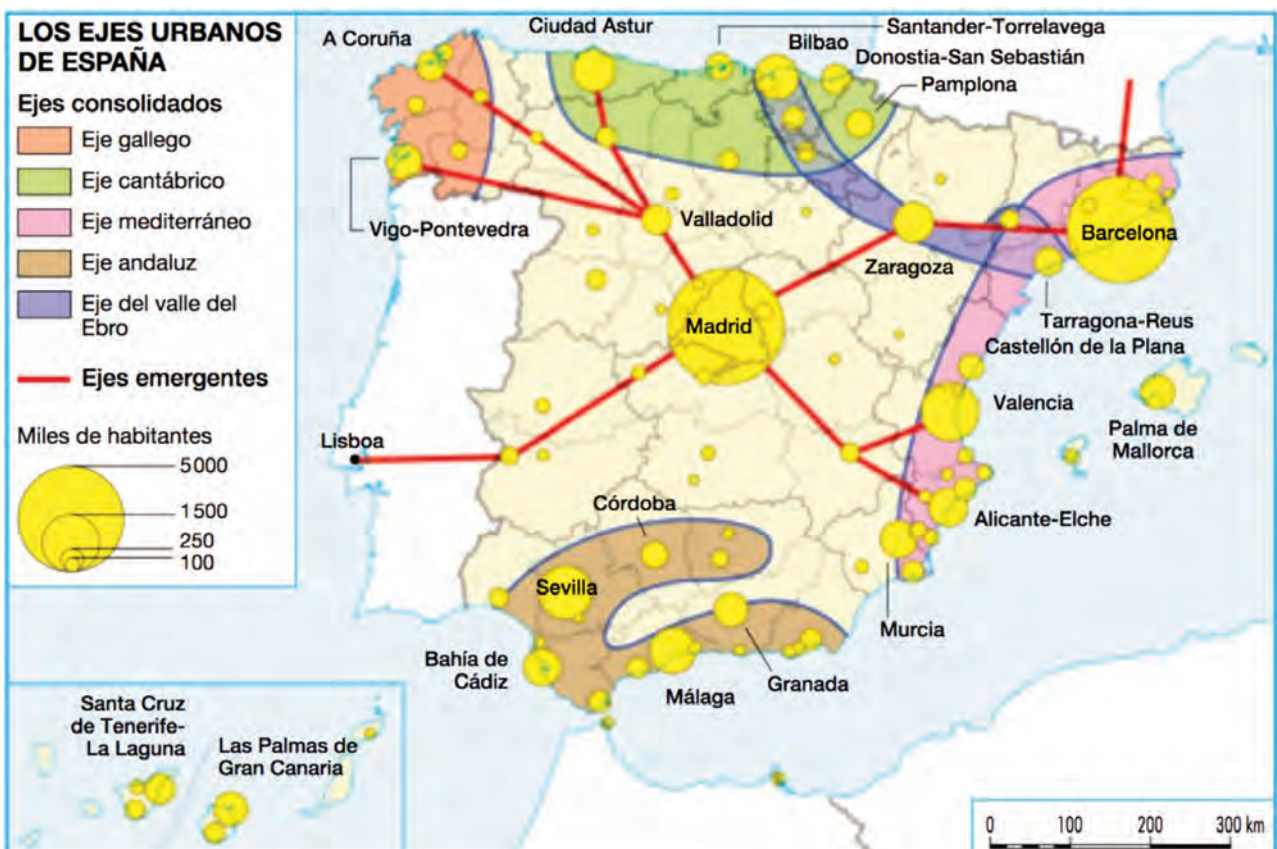 LOS EJES URBANOS
DE ESPAÑA
Ejes consolidados
Eje gallego
Eje cantábrico
Eje mediterráneo
Eje andaluz
Eje del valle del
Ebro
Ejes emergentes
Miles de habitantes
5000
1500
250
100
A Coruña
Ciudad Astur
Santander-Torrelavega
Bilbao
Donostia-San Sebastián
Pamplona
Vigo-Pontevedra
Valladolid
Zaragoza
Barcelona
Madrid
Tarragona-Reus
Castellón de la Plana
Valencia
Palma de
Mallorca
Lisboa
Córdoba
Alicante-Elche
Sevilla
Murcia
Bahía de
Cádiz
Málaga
Granada
Santa Cruz
de Tenerife-
La Laguna
Las Palmas de
Gran Canaria
0 100 200 300 km